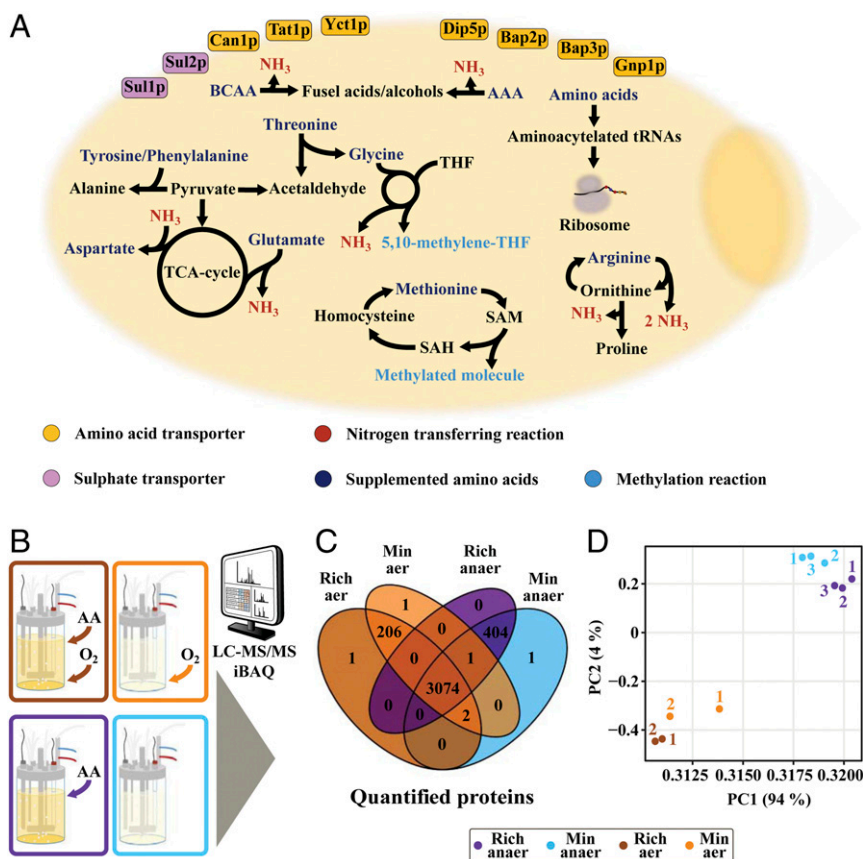 A
Sul1p
Sul2p
Can1p
Tat1p
Yct1p
Dip5p
Bap2p
Bap3p
Gnp1p
NH3
NH3
BCAA
Fusel acids/alcohols
AAA
Amino acids
Threonine
Aminoacytelated tRNAs
Tyrosine/Phenylalanine
Glycine
THF
Alanine
Pyruvate
Acetaldehyde
Ribosome
NH3
Aspartate
Glutamate
NH3
5,10-methylene-THF
TCA-cycle
Arginine
NH3
Methionine
Ornithine
Homocysteine
SAM
NH3
2 NH3
SAH
Proline
Methylated molecule
Amino acid transporter
Nitrogen transferring reaction
Sulphate transporter
Supplemented amino acids
Methylation reaction
B
AA
O2
O2
AA
LC-MS/MS
iBAQ
C
Rich
aer
Min
aer
Rich
anaer
Min
anaer
1
0
206
0
404
1
0
1
1
3074
0
0
2
0
0
Quantified proteins
D
PC2 (4 %)
0.2
0
−0.2
−0.4
1
3
2
1
3
2
2
1
2
1
0.3125
0.3150
0.3175
0.3200
PC1 (94 %)
Rich
anaer
Min
anaer
Rich
aer
Min
aer